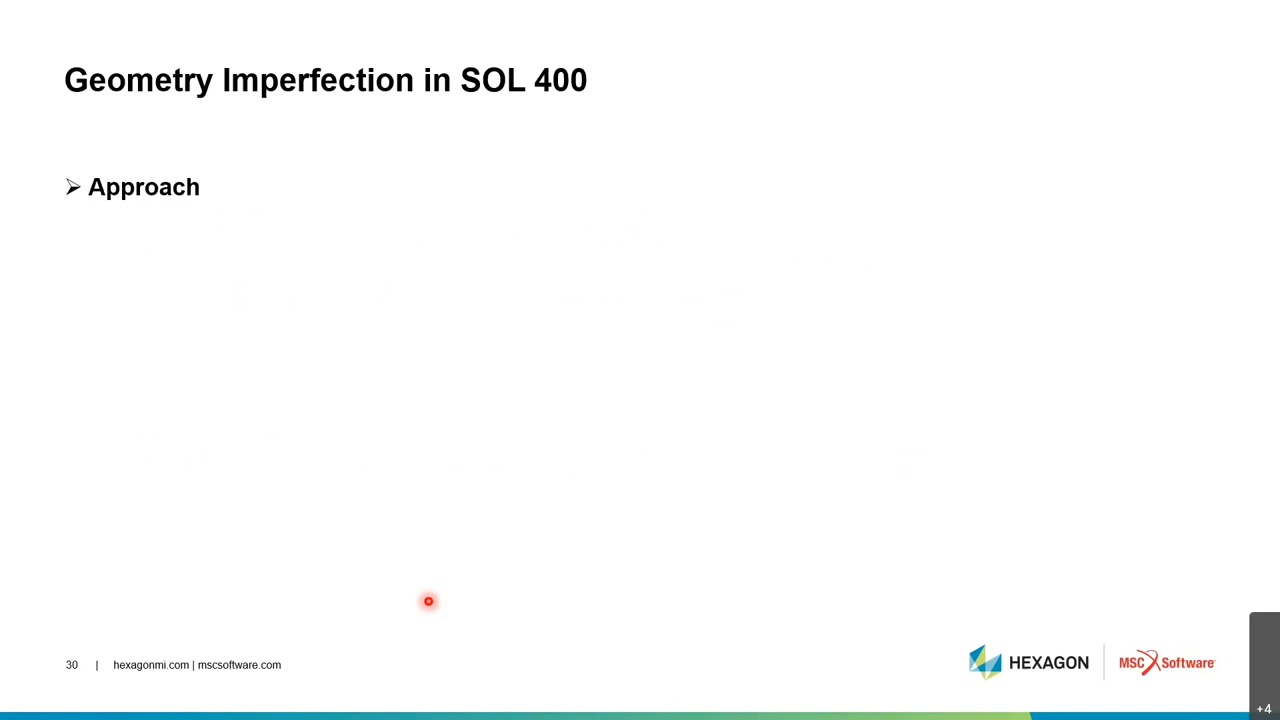 Geometry Imperfection in SOL 400
➢ Approach
30 | hexagonmi.com | mscsoftware.com
HEXAGON
MSC Software
+4